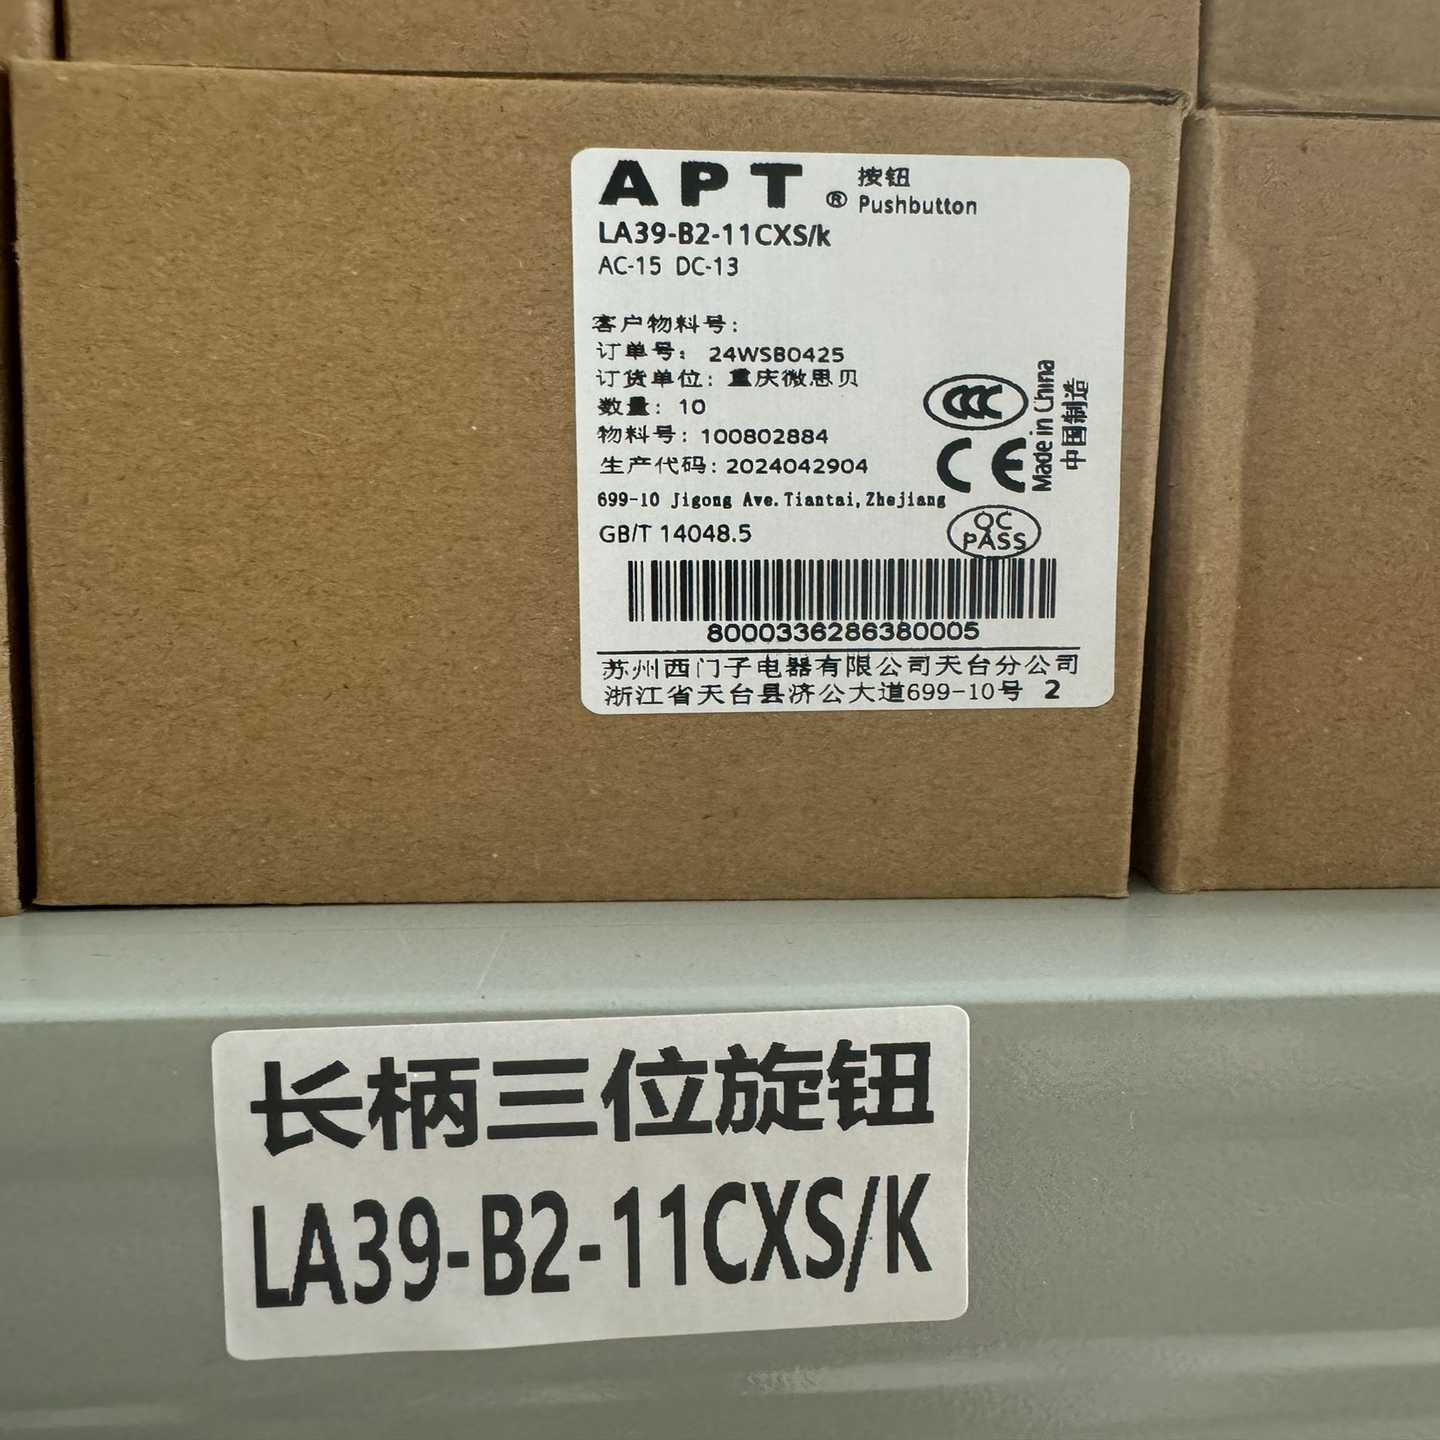 APT ® 按钮
Pushbutton
LA39-B2-11CXS/k
AC-15 DC-13
客户物料号:
订单号: 24WSB0425
订货单位: 重庆微思贝
数量: 10
物料号: 100802884
生产代码: 2024042904
CCC
CE
Made in China
中国制造
699-10 Jigong Ave.Tiantai,Zhejiang
GB/T 14048.5
QC
PASS
8000336286380005
苏州西门子电器有限公司天台分公司
浙江省天台县济公大道699-10号 2
长柄三位旋钮
LA39-B2-11CXS/K